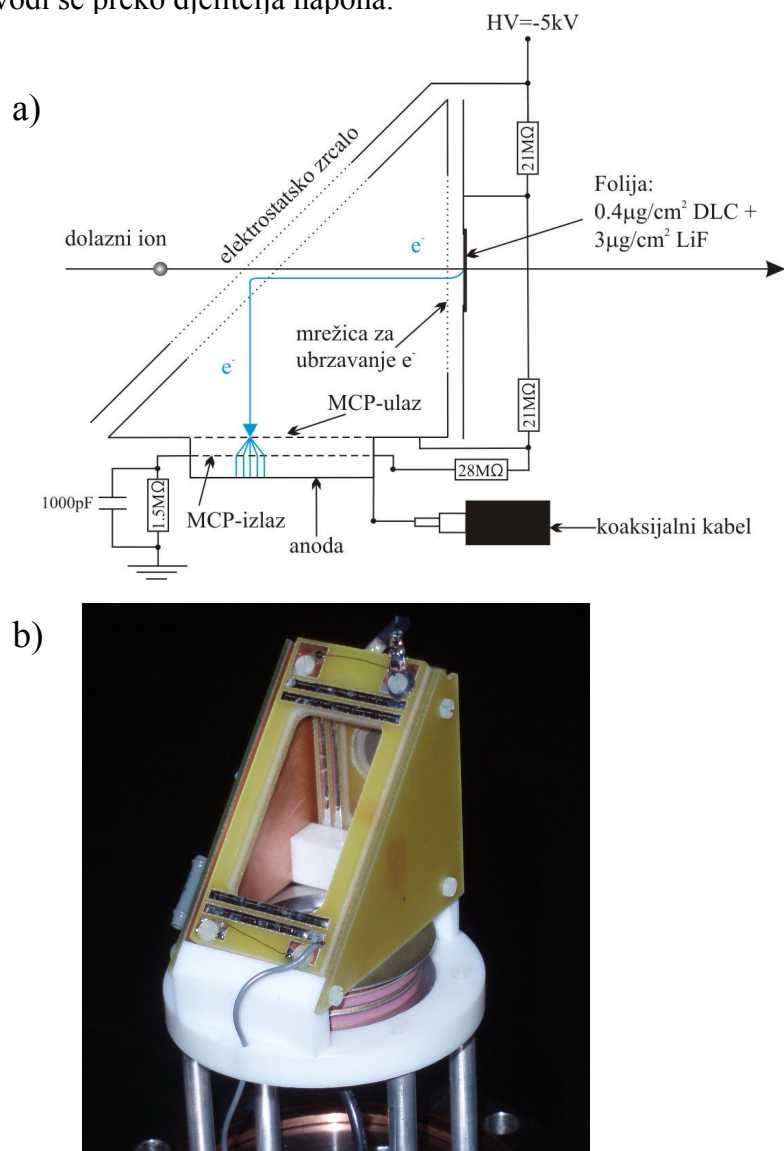 vodi se preko djelitelja napona.
HV=-5kV
a)
elektrostatsko zrcalo
21MΩ
Folija:
0.4μg/cm² DLC +
3μg/cm² LiF
dolazni ion
e⁻
mrežica za
ubrzavanje e⁻
e⁻
MCP-ulaz
21MΩ
28MΩ
1000pF
1.5MΩ
MCP-izlaz
anoda
koaksijalni kabel
b)